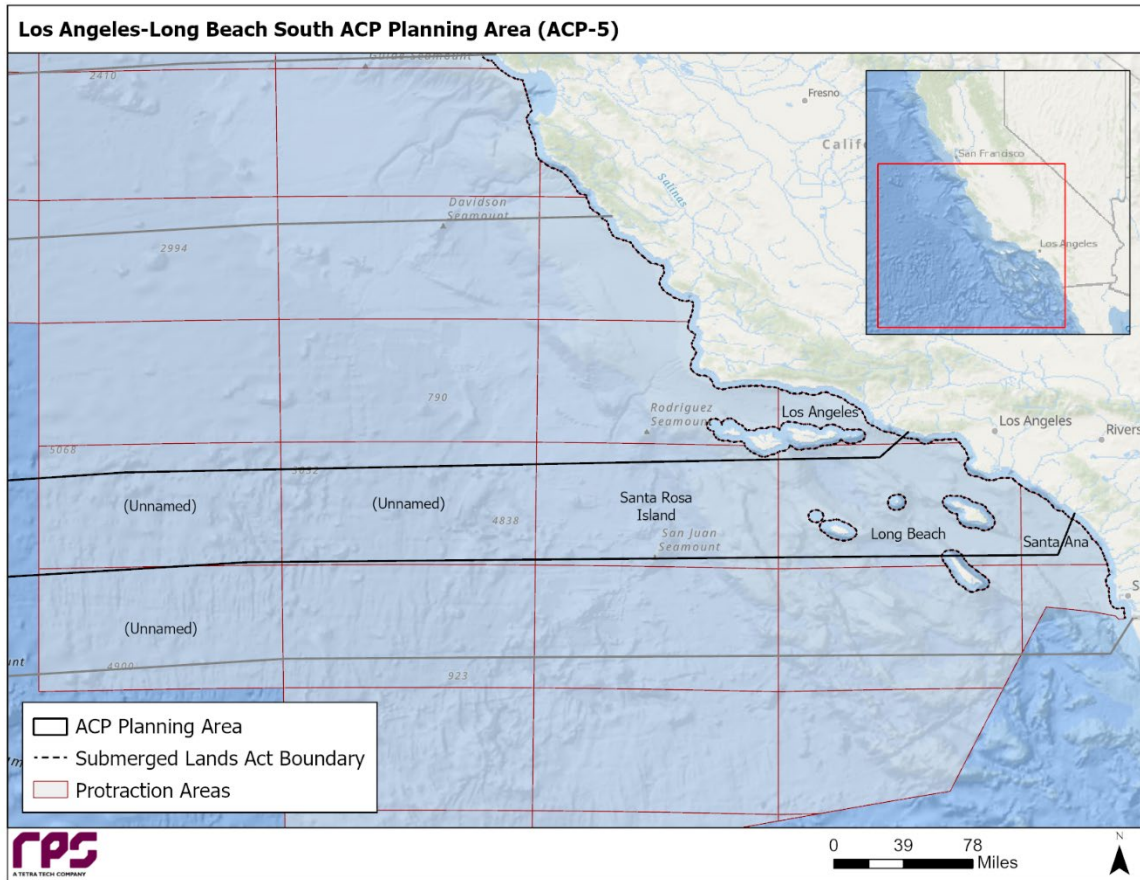 Los Angeles-Long Beach South ACP Planning Area (ACP-5)
Guide Seamount
2410
Fresno
San Francisco
Los Angeles
Salinas
Davidson
Seamount
2994
790
Rodriguez
Seamount
Los Angeles
Los Angeles
5068
(Unnamed)
(Unnamed)
Santa Rosa
Island
4838
San Juan
Seamount
Long Beach
Santa Ana
(Unnamed)
4900
923
ACP Planning Area
Submerged Lands Act Boundary
Protraction Areas
rps
A TETRA TECH COMPANY
0 39 78
Miles
N